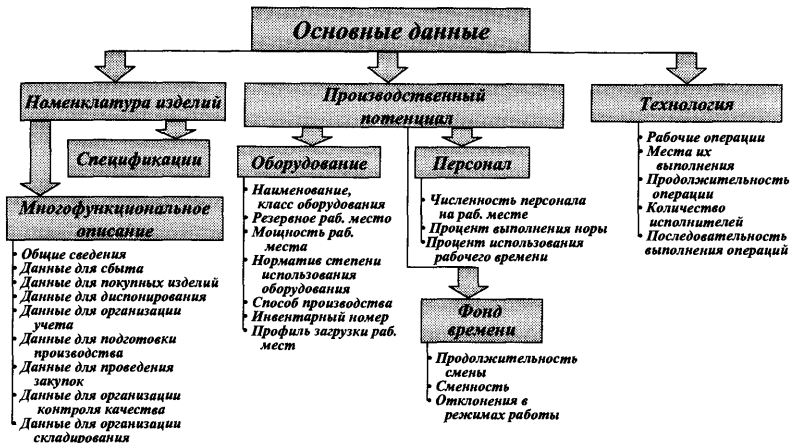 Основные данные
Номенклатура изделий
Спецификации
Многофункциональное
описание
• Общие сведения
• Данные для сбыта
• Данные для покупных изделий
• Данные для диспонирования
• Данные для организации
учета
• Данные для подготовки
производства
• Данные для проведения
закупок
• Данные для организации
контроля качества
• Данные для организации
складирования
Производственный
потенциал
Оборудование
• Наименование,
класс оборудования
• Резервное раб. место
• Мощность раб.
места
• Норматив степени
использования
оборудования
• Способ производства
• Инвентарный номер
• Профиль загрузки раб.
мест
Персонал
• Численность персонала
на раб. месте
• Процент выполнения норы
• Процент использования
рабочего времени
Фонд
времени
• Продолжительность
смены
• Сменность
• Отклонения в
режимах работы
Технология
• Рабочие операции
• Места их
выполнения
• Продолжительность
операции
• Количество
исполнителей
• Последовательность
выполнения операций